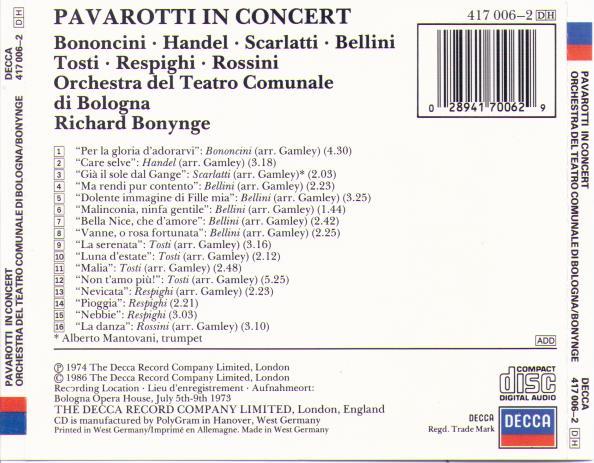 PAVAROTTI IN CONCERT
417 006–2 DH
Bononcini · Handel · Scarlatti · Bellini
Tosti · Respighi · Rossini
Orchestra del Teatro Comunale
di Bologna
Richard Bonynge
0 28941 70062 9
1 “Per la gloria d'adorarvi”: Bononcini (arr. Gamley) (4.30)
2 “Care selve”: Handel (arr. Gamley) (3.18)
3 “Già il sole dal Gange”: Scarlatti (arr. Gamley)* (2.03)
4 “Ma rendi pur contento”: Bellini (arr. Gamley) (2.23)
5 “Dolente immagine di Fille mia”: Bellini (arr. Gamley) (3.25)
6 “Malinconia, ninfa gentile”: Bellini (arr. Gamley) (1.44)
7 “Bella Nice, che d'amore”: Bellini (arr. Gamley) (2.42)
8 “Vanne, o rosa fortunata”: Bellini (arr. Gamley) (2.25)
9 “La serenata”: Tosti (arr. Gamley) (3.16)
10 “Luna d'estate”: Tosti (arr. Gamley) (2.12)
11 “Malia”: Tosti (arr. Gamley) (2.48)
12 “Non t'amo più!”: Tosti (arr. Gamley) (5.25)
13 “Nevicata”: Respighi (arr. Gamley) (2.23)
14 “Pioggia”: Respighi (2.21)
15 “Nebbie”: Respighi (3.03)
16 “La danza”: Rossini (arr. Gamley) (3.10)
* Alberto Mantovani, trumpet
ADD
Ⓟ 1974 The Decca Record Company Limited, London
© 1986 The Decca Record Company Limited, London
Recording Location · Lieu d'enregistrement · Aufnahmeort:
Bologna Opera House, July 5th-9th 1973
THE DECCA RECORD COMPANY LIMITED, London, England
CD is manufactured by PolyGram in Hanover, West Germany
Printed in West Germany/Imprimé en Allemagne. Made in West Germany
COMPACT
disc
DIGITAL AUDIO
DECCA
Regd. Trade Mark
DECCA
PAVAROTTI IN CONCERT
ORCHESTRA DEL TEATRO COMUNALE DI BOLOGNA/BONYNGE
DECCA
417 006–2 DH
PAVAROTTI IN CONCERT
ORCHESTRA DEL TEATRO COMUNALE DI BOLOGNA/BONYNGE
DECCA
417 006–2 DH